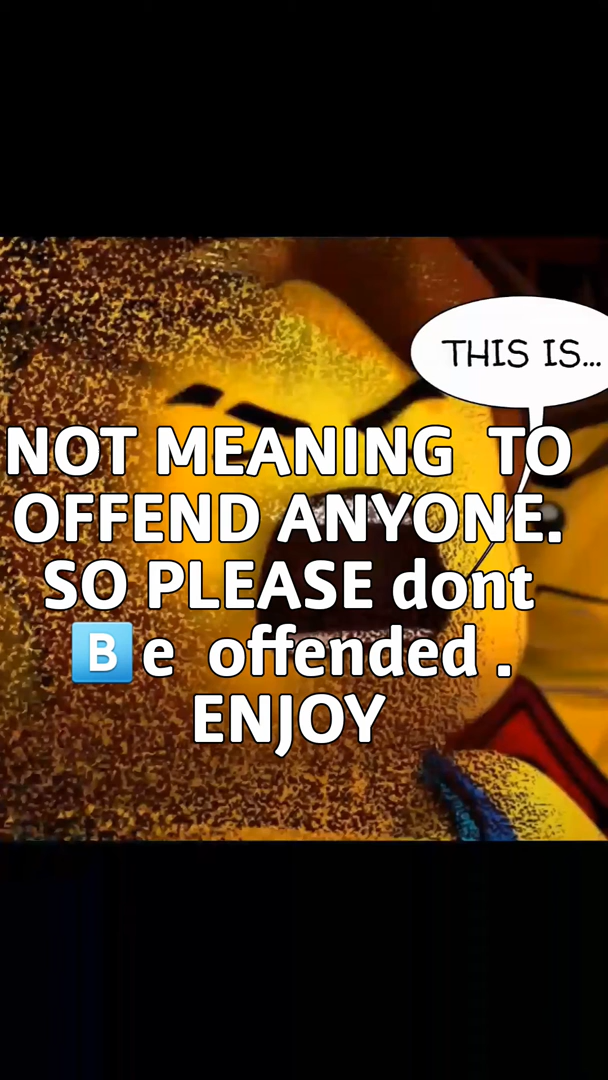 THIS IS...
NOT MEANING TO
OFFEND ANYONE.
SO PLEASE dont
🅱️e offended .
ENJOY